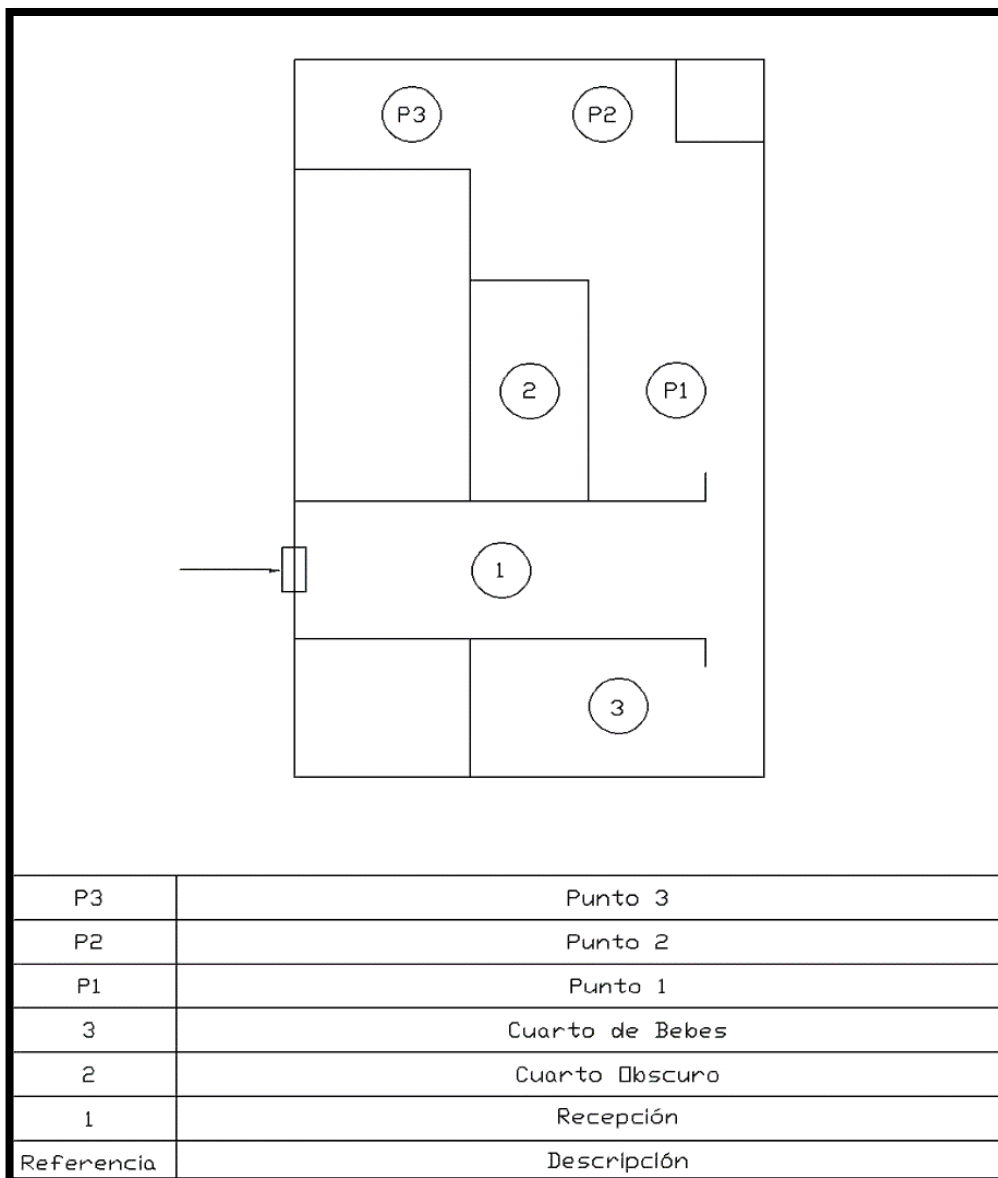 P3 P2
2 P1
1
3
P3 Punto 3
P2 Punto 2
P1 Punto 1
3 Cuarto de Bebes
2 Cuarto Obscuro
1 Recepción
Referencia Descripción